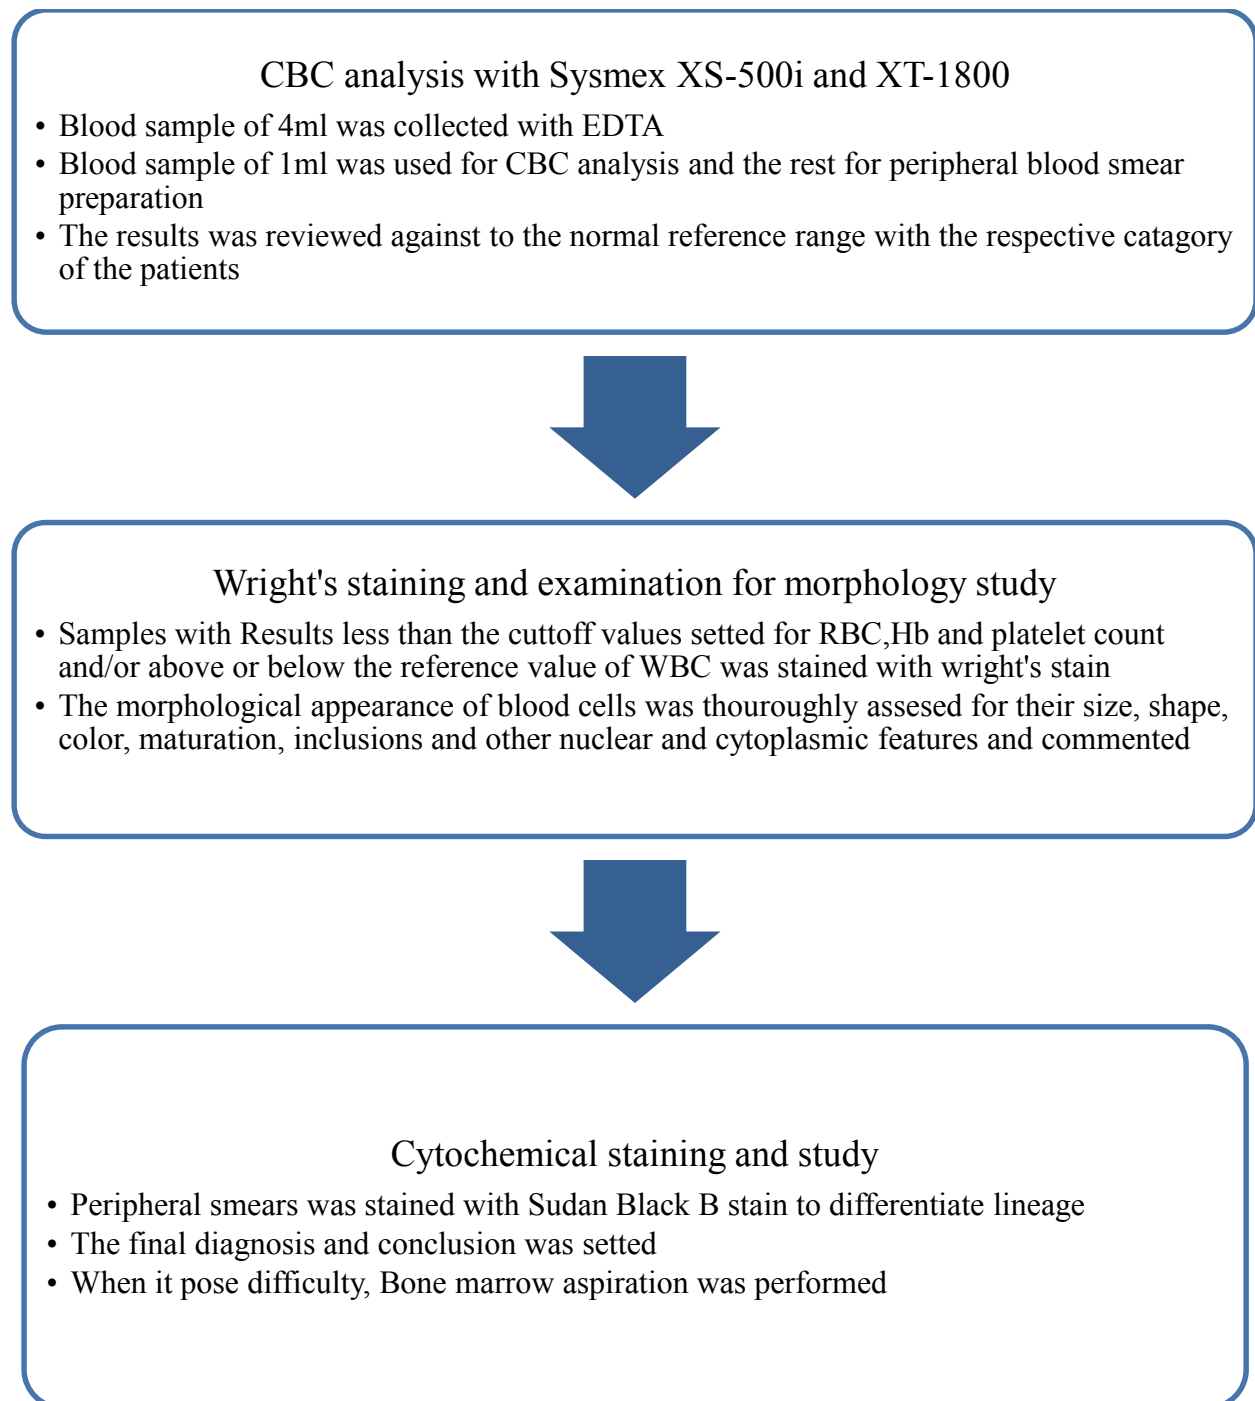 CBC analysis with Sysmex XS-500i and XT-1800
• Blood sample of 4ml was collected with EDTA
• Blood sample of 1ml was used for CBC analysis and the rest for peripheral blood smear
preparation
• The results was reviewed against to the normal reference range with the respective catagory
of the patients
Wright's staining and examination for morphology study
• Samples with Results less than the cuttoff values setted for RBC,Hb and platelet count
and/or above or below the reference value of WBC was stained with wright's stain
• The morphological appearance of blood cells was thouroughly assesed for their size, shape,
color, maturation, inclusions and other nuclear and cytoplasmic features and commented
Cytochemical staining and study
• Peripheral smears was stained with Sudan Black B stain to differentiate lineage
• The final diagnosis and conclusion was setted
• When it pose difficulty, Bone marrow aspiration was performed